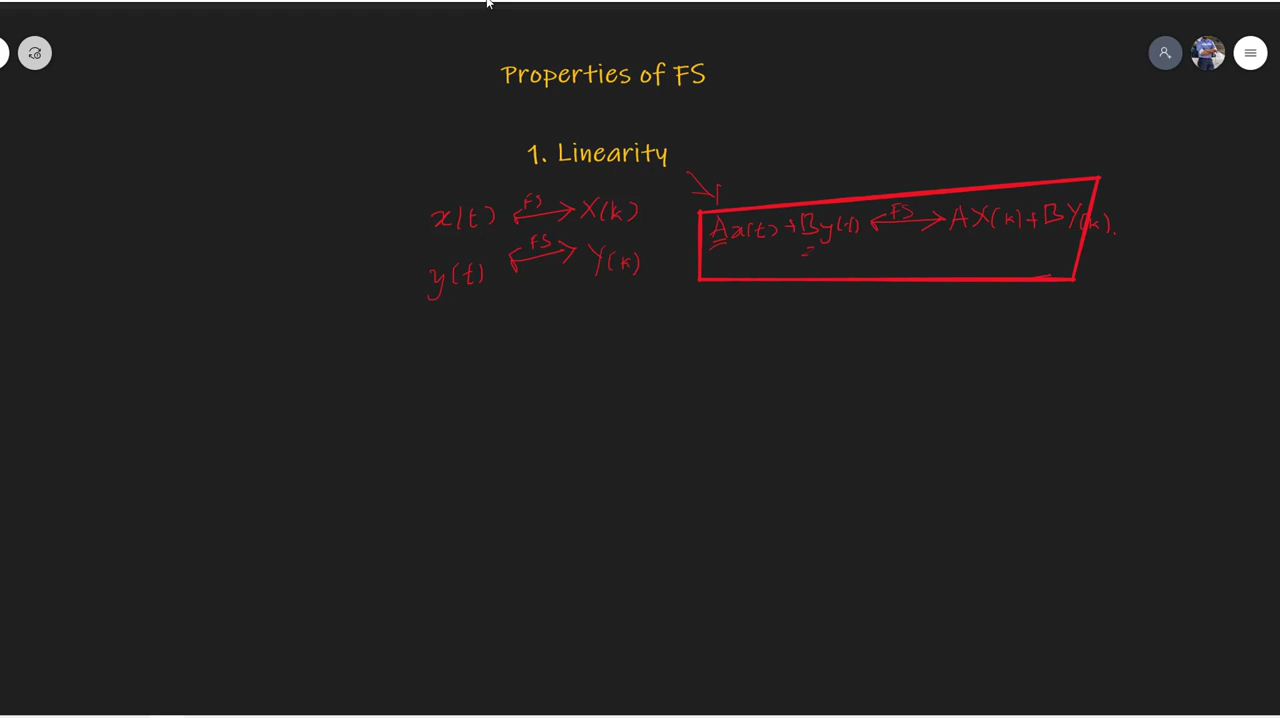 Properties of FS
1. Linearity
x(t) <-FS-> X(k)
y(t) <-FS-> Y(k)
Ax(t) + By(t) <-FS-> AX(k) + BY(k).